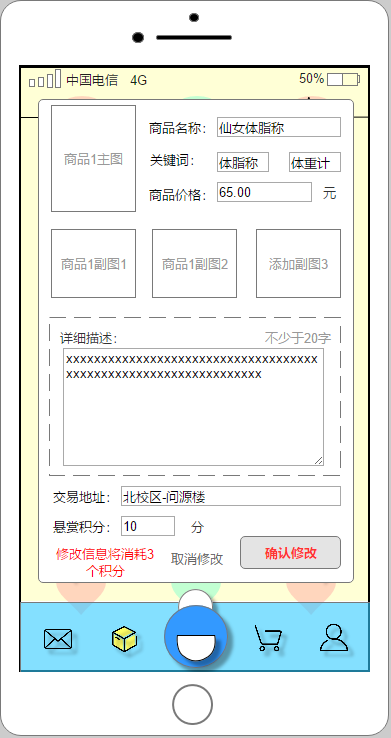 中国电信 4G 50%
商品1主图
商品名称: 仙女体脂称
关键词: 体脂称 体重计
商品价格: 65.00 元
商品1副图1 商品1副图2 添加副图3
详细描述: 不少于20字
xxxxxxxxxxxxxxxxxxxxxxxxxxxxxxxxxxxx
xxxxxxxxxxxxxxxxxxxxxxxxxxxx
交易地址: 北校区-问源楼
悬赏积分: 10 分
修改信息将消耗3
个积分
取消修改 确认修改